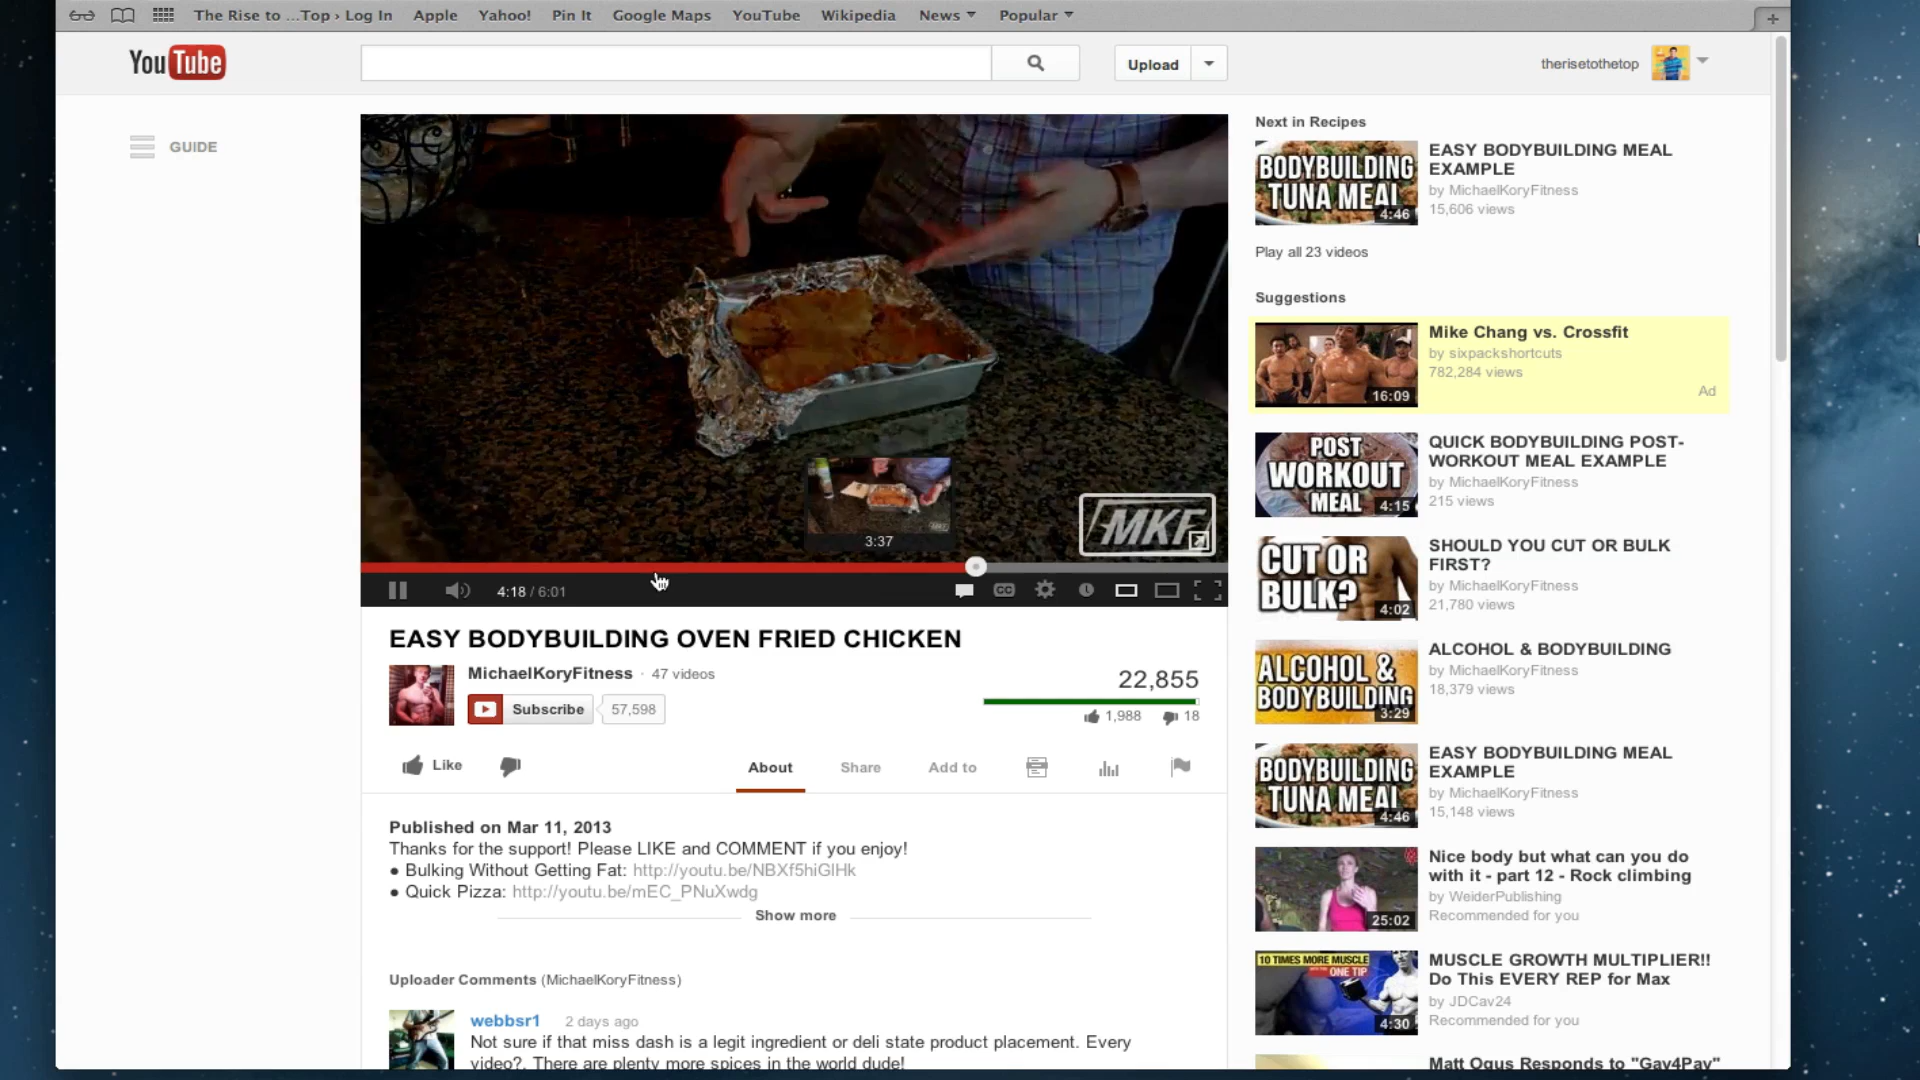 The Rise to ...Top › Log In Apple Yahoo! Pin It Google Maps YouTube Wikipedia News Popular
YouTube
Upload
therisetothetop
GUIDE
MKF
3:37
4:18 / 6:01
CC
EASY BODYBUILDING OVEN FRIED CHICKEN
MichaelKoryFitness · 47 videos
Subscribe 57,598
22,855
1,988 18
Like
About Share Add to
Published on Mar 11, 2013
Thanks for the support! Please LIKE and COMMENT if you enjoy!
● Bulking Without Getting Fat: http://youtu.be/NBXf5hiGlHk
● Quick Pizza: http://youtu.be/mEC_PNuXwdg
Show more
Uploader Comments (MichaelKoryFitness)
webbsr1 2 days ago
Not sure if that miss dash is a legit ingredient or deli state product placement. Every
video?. There are plenty more spices in the world dude!
Next in Recipes
BODYBUILDING
TUNA MEAL
4:46
EASY BODYBUILDING MEAL
EXAMPLE
by MichaelKoryFitness
15,606 views
Play all 23 videos
Suggestions
16:09
Mike Chang vs. Crossfit
by sixpackshortcuts
782,284 views
Ad
POST
WORKOUT
MEAL
4:15
QUICK BODYBUILDING POST-
WORKOUT MEAL EXAMPLE
by MichaelKoryFitness
215 views
CUT OR
BULK?
4:02
SHOULD YOU CUT OR BULK
FIRST?
by MichaelKoryFitness
21,780 views
ALCOHOL &
BODYBUILDING
3:29
ALCOHOL & BODYBUILDING
by MichaelKoryFitness
18,379 views
BODYBUILDING
TUNA MEAL
4:46
EASY BODYBUILDING MEAL
EXAMPLE
by MichaelKoryFitness
15,148 views
25:02
Nice body but what can you do
with it - part 12 - Rock climbing
by WeiderPublishing
Recommended for you
10 TIMES MORE MUSCLE
ONE TIP
4:30
MUSCLE GROWTH MULTIPLIER!!
Do This EVERY REP for Max
by JDCav24
Recommended for you
Matt Ogus Responds to "Gay4Pay"